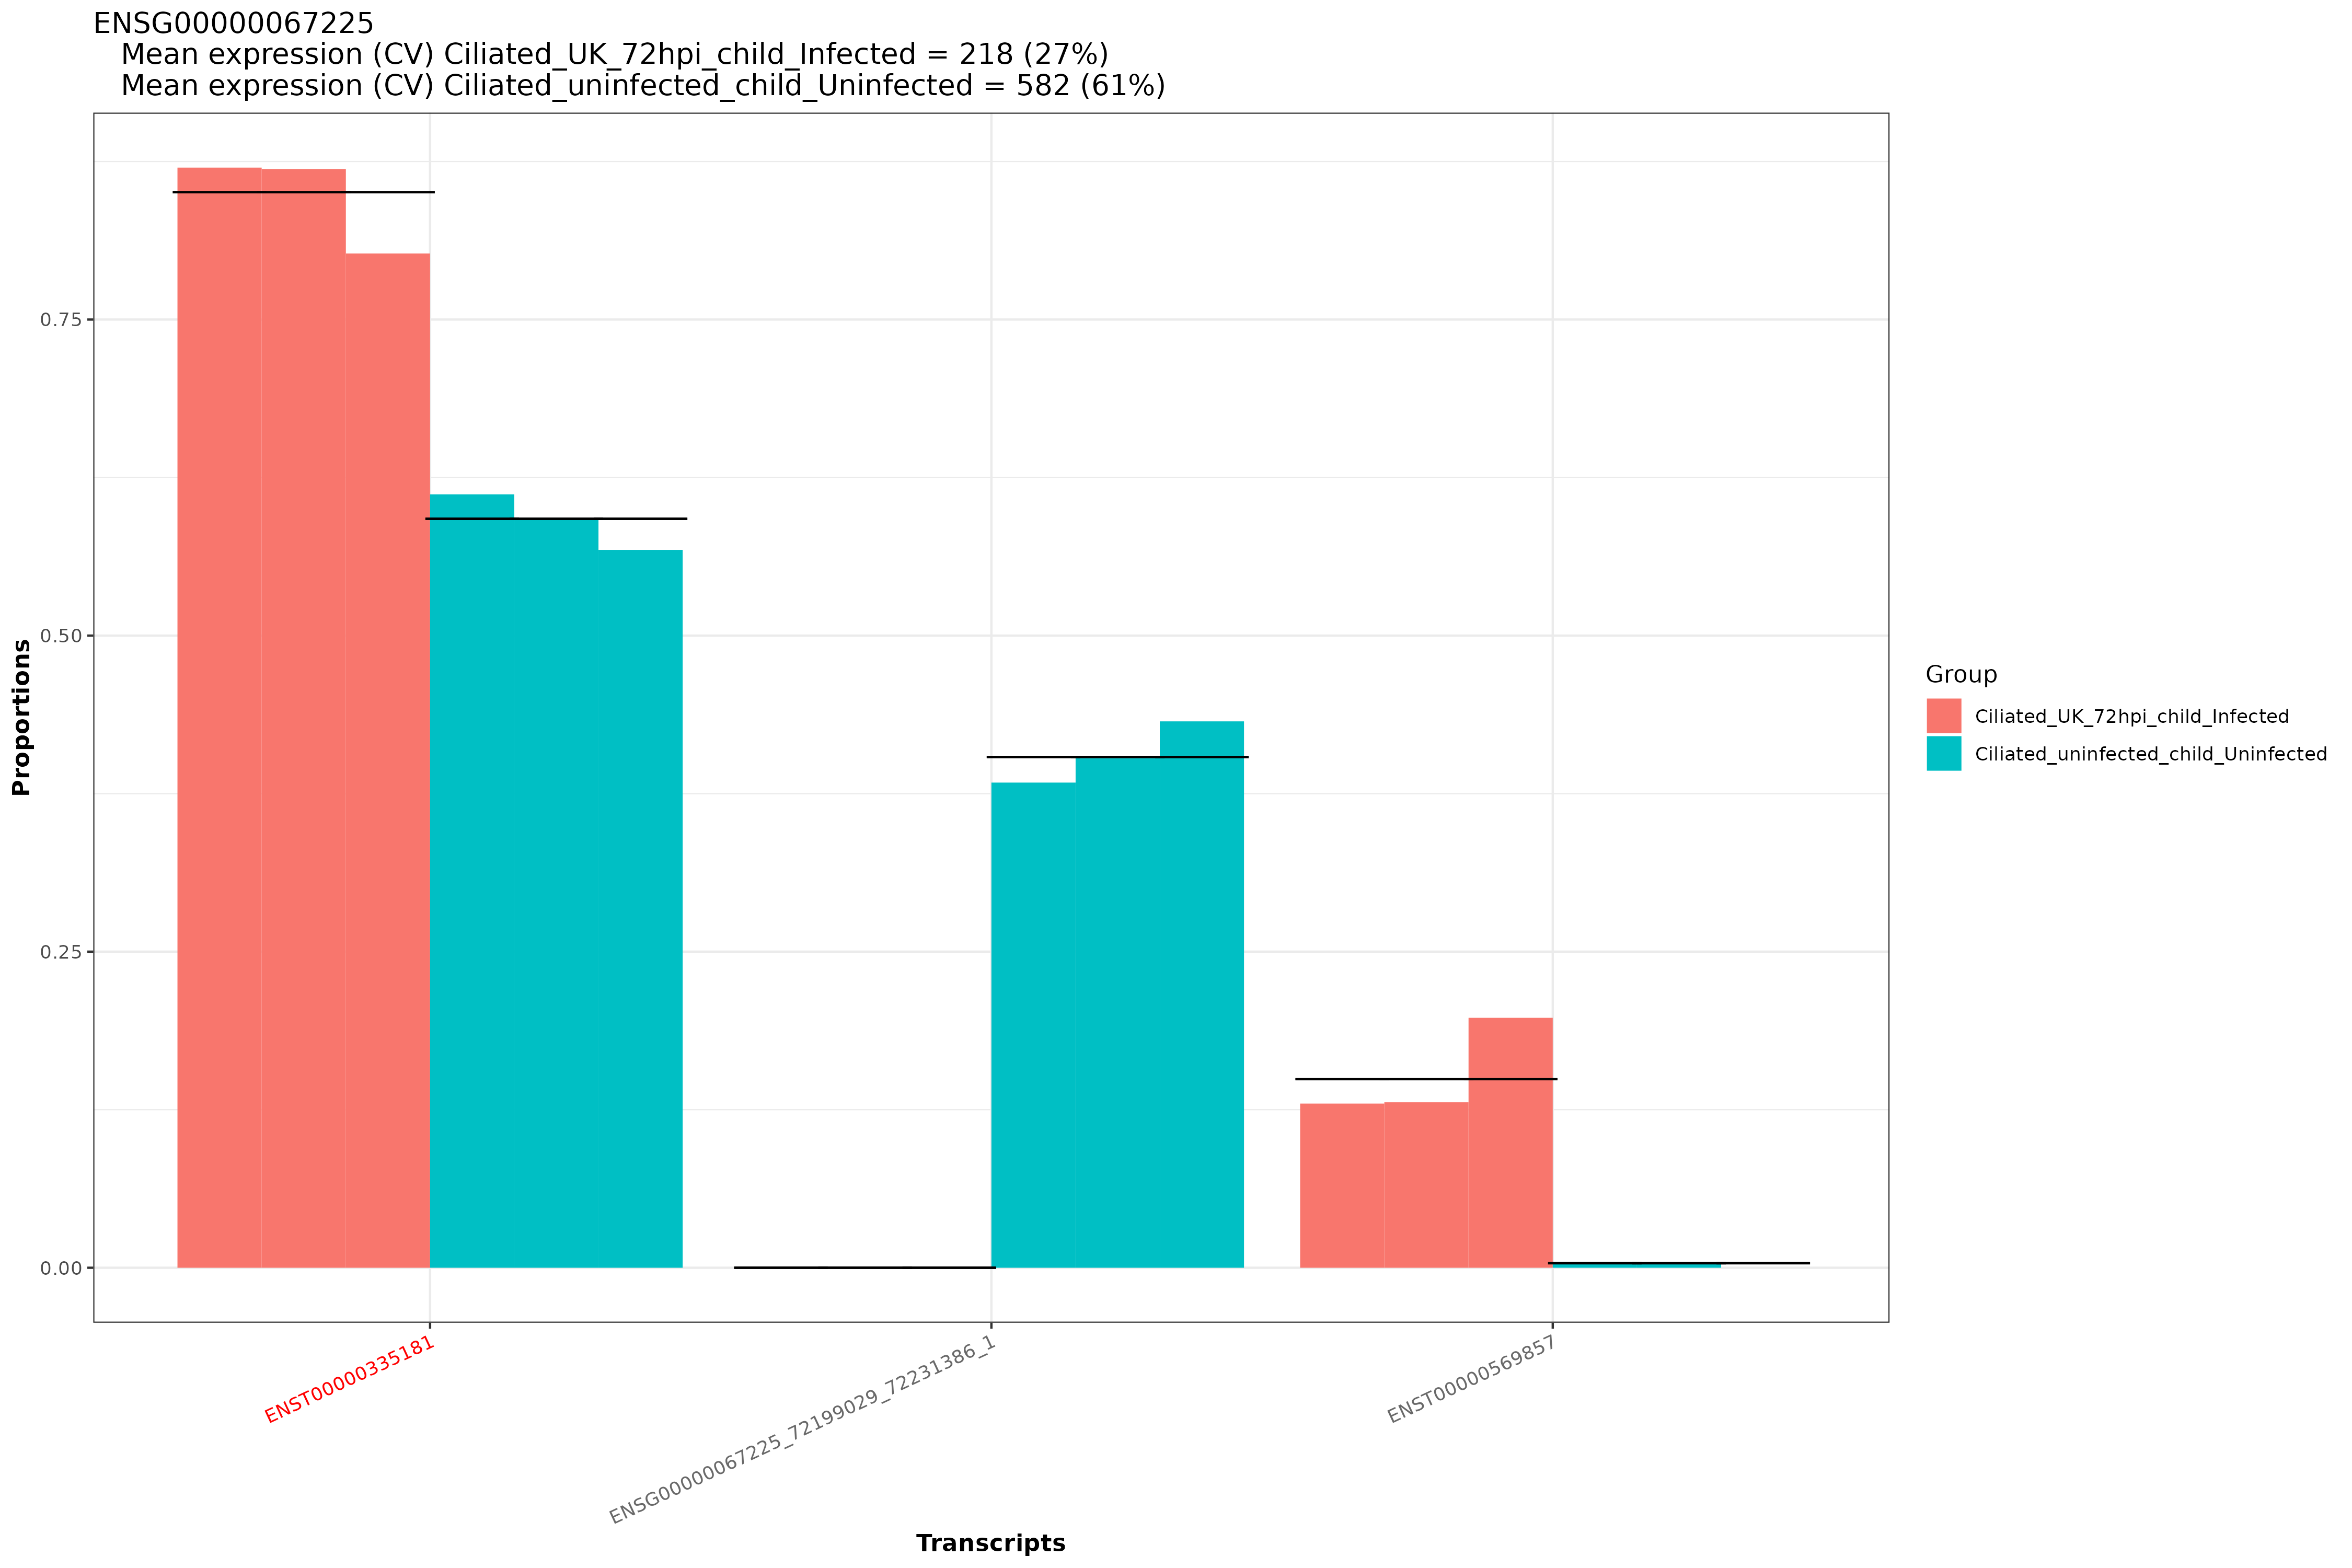 ENSG00000067225
Mean expression (CV) Ciliated_UK_72hpi_child_Infected = 218 (27%)
Mean expression (CV) Ciliated_uninfected_child_Uninfected = 582 (61%)
Proportions
0.75
0.50
0.25
0.00
ENST00000335181
ENSG00000067225_72199029_72231386_1
ENST00000569857
Transcripts
Group
Ciliated_UK_72hpi_child_Infected
Ciliated_uninfected_child_Uninfected